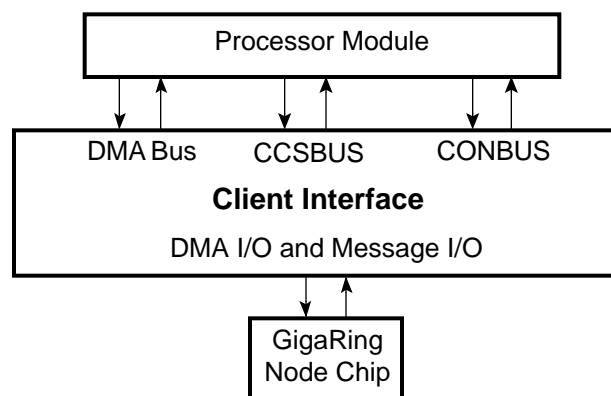 Processor Module
DMA Bus CCSBUS CONBUS
Client Interface
DMA I/O and Message I/O
GigaRing
Node Chip